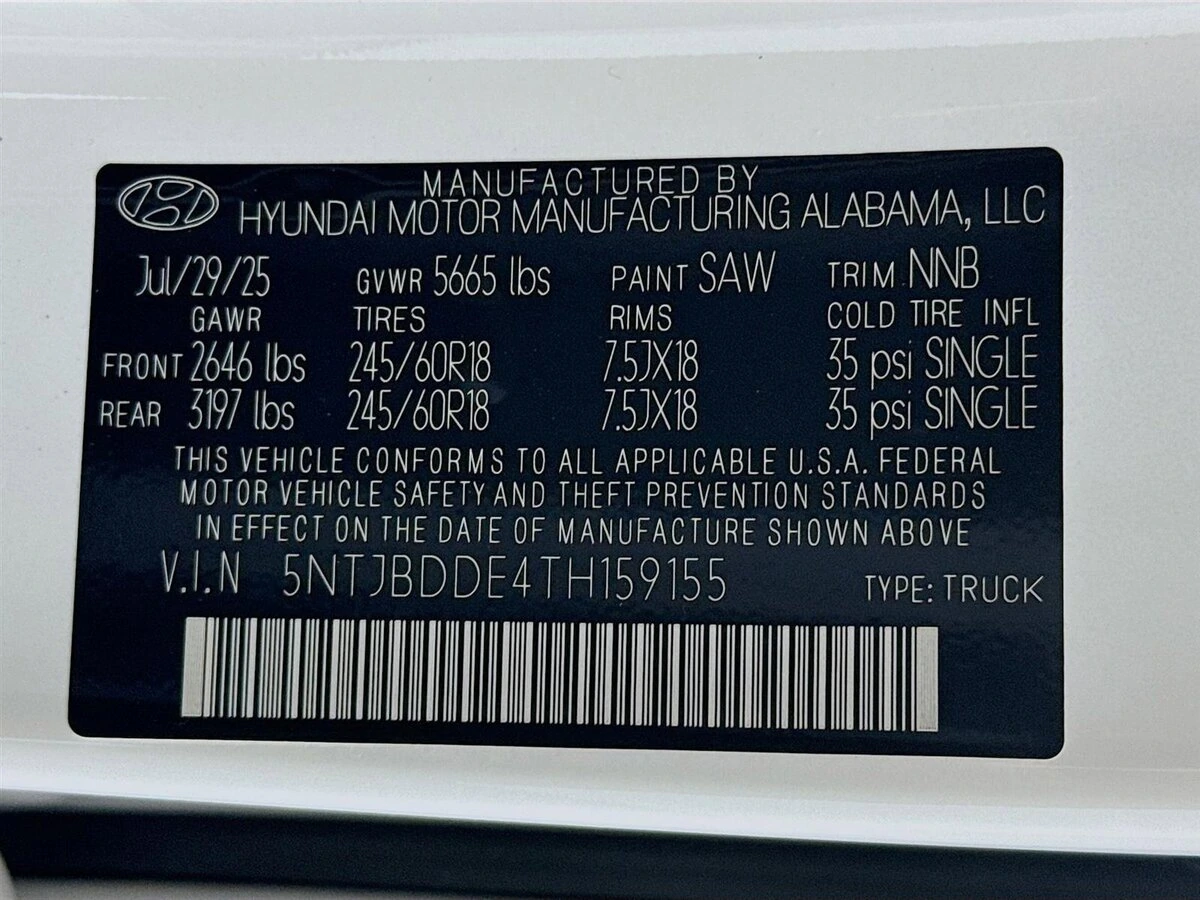 MANUFACTURED BY
HYUNDAI MOTOR MANUFACTURING ALABAMA, LLC
Jul/29/25 GVWR 5665 lbs PAINT SAW TRIM NNB
GAWR TIRES RIMS COLD TIRE INFL
FRONT 2646 lbs 245/60R18 7.5JX18 35 psi SINGLE
REAR 3197 lbs 245/60R18 7.5JX18 35 psi SINGLE
THIS VEHICLE CONFORMS TO ALL APPLICABLE U.S.A. FEDERAL
MOTOR VEHICLE SAFETY AND THEFT PREVENTION STANDARDS
IN EFFECT ON THE DATE OF MANUFACTURE SHOWN ABOVE
V.I.N 5NTJBDDE4TH159155 TYPE: TRUCK